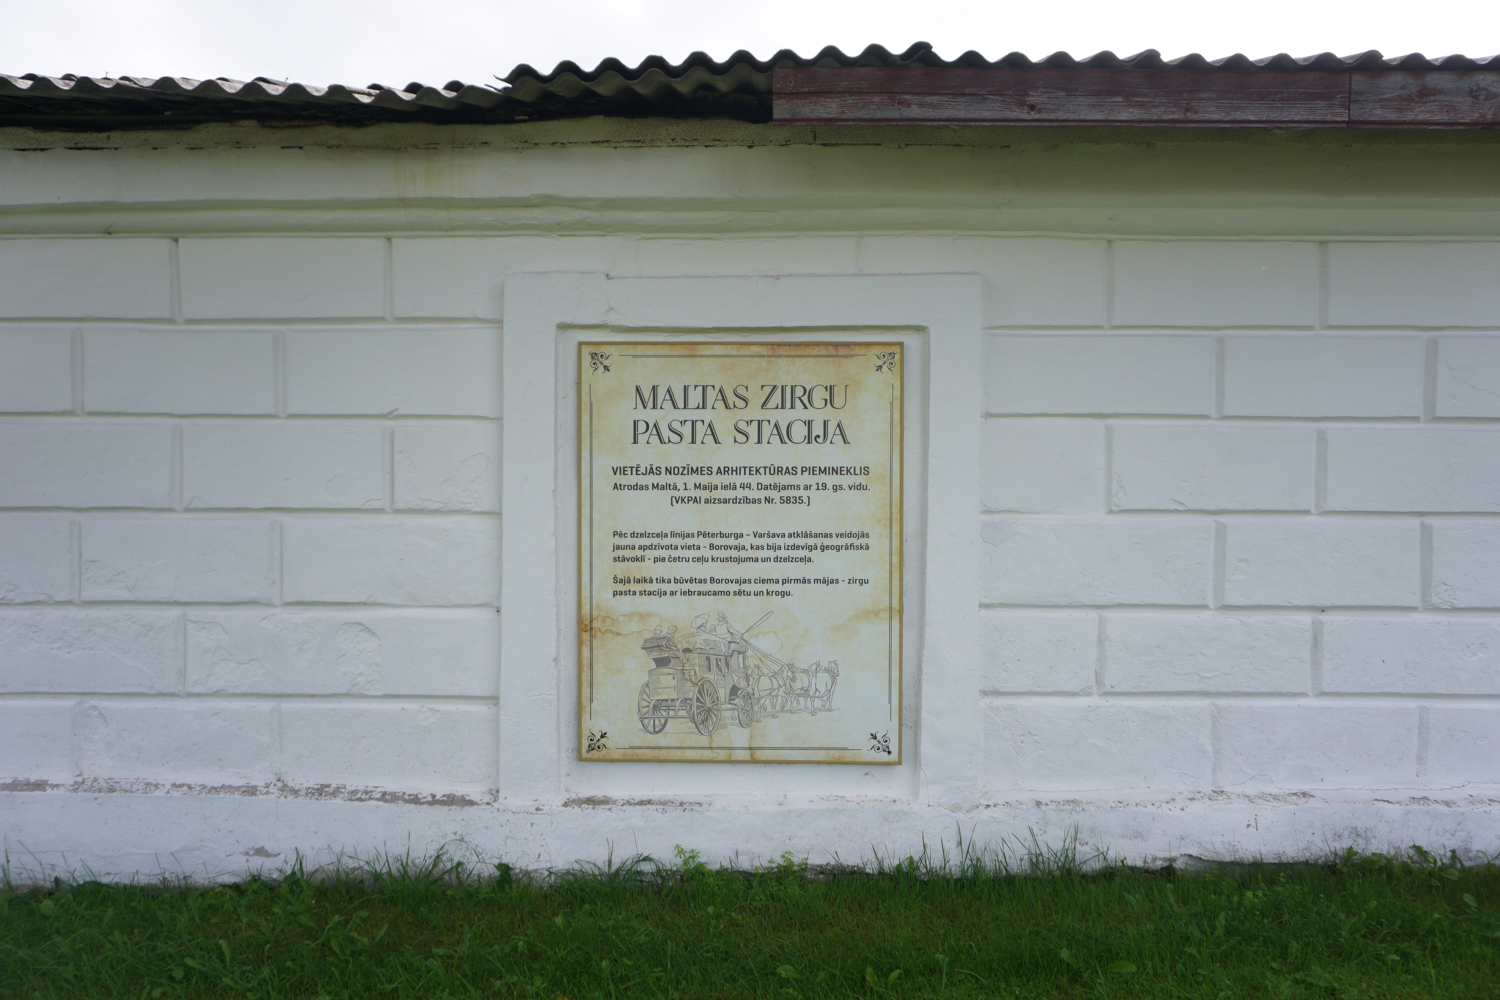 MALTAS ZIRGU
PASTA STACIJA
VIETĒJĀS NOZĪMES ARHITEKTŪRAS PIEMINEKLIS
Atrodas Maltā, 1. Maija ielā 44. Datējams ar 19. gs. vidu.
(VKPAI aizsardzības Nr. 5835.)
Pēc dzelzceļa līnijas Pēterburga – Varšava atklāšanas veidojās
jauna apdzīvota vieta - Borovaja, kas bija izdevīgā ģeogrāfiskā
stāvoklī - pie četru ceļu krustojuma un dzelzceļa.
Šajā laikā tika būvētas Borovajas ciema pirmās mājas - zirgu
pasta stacija ar iebraucamo sētu un krogu.